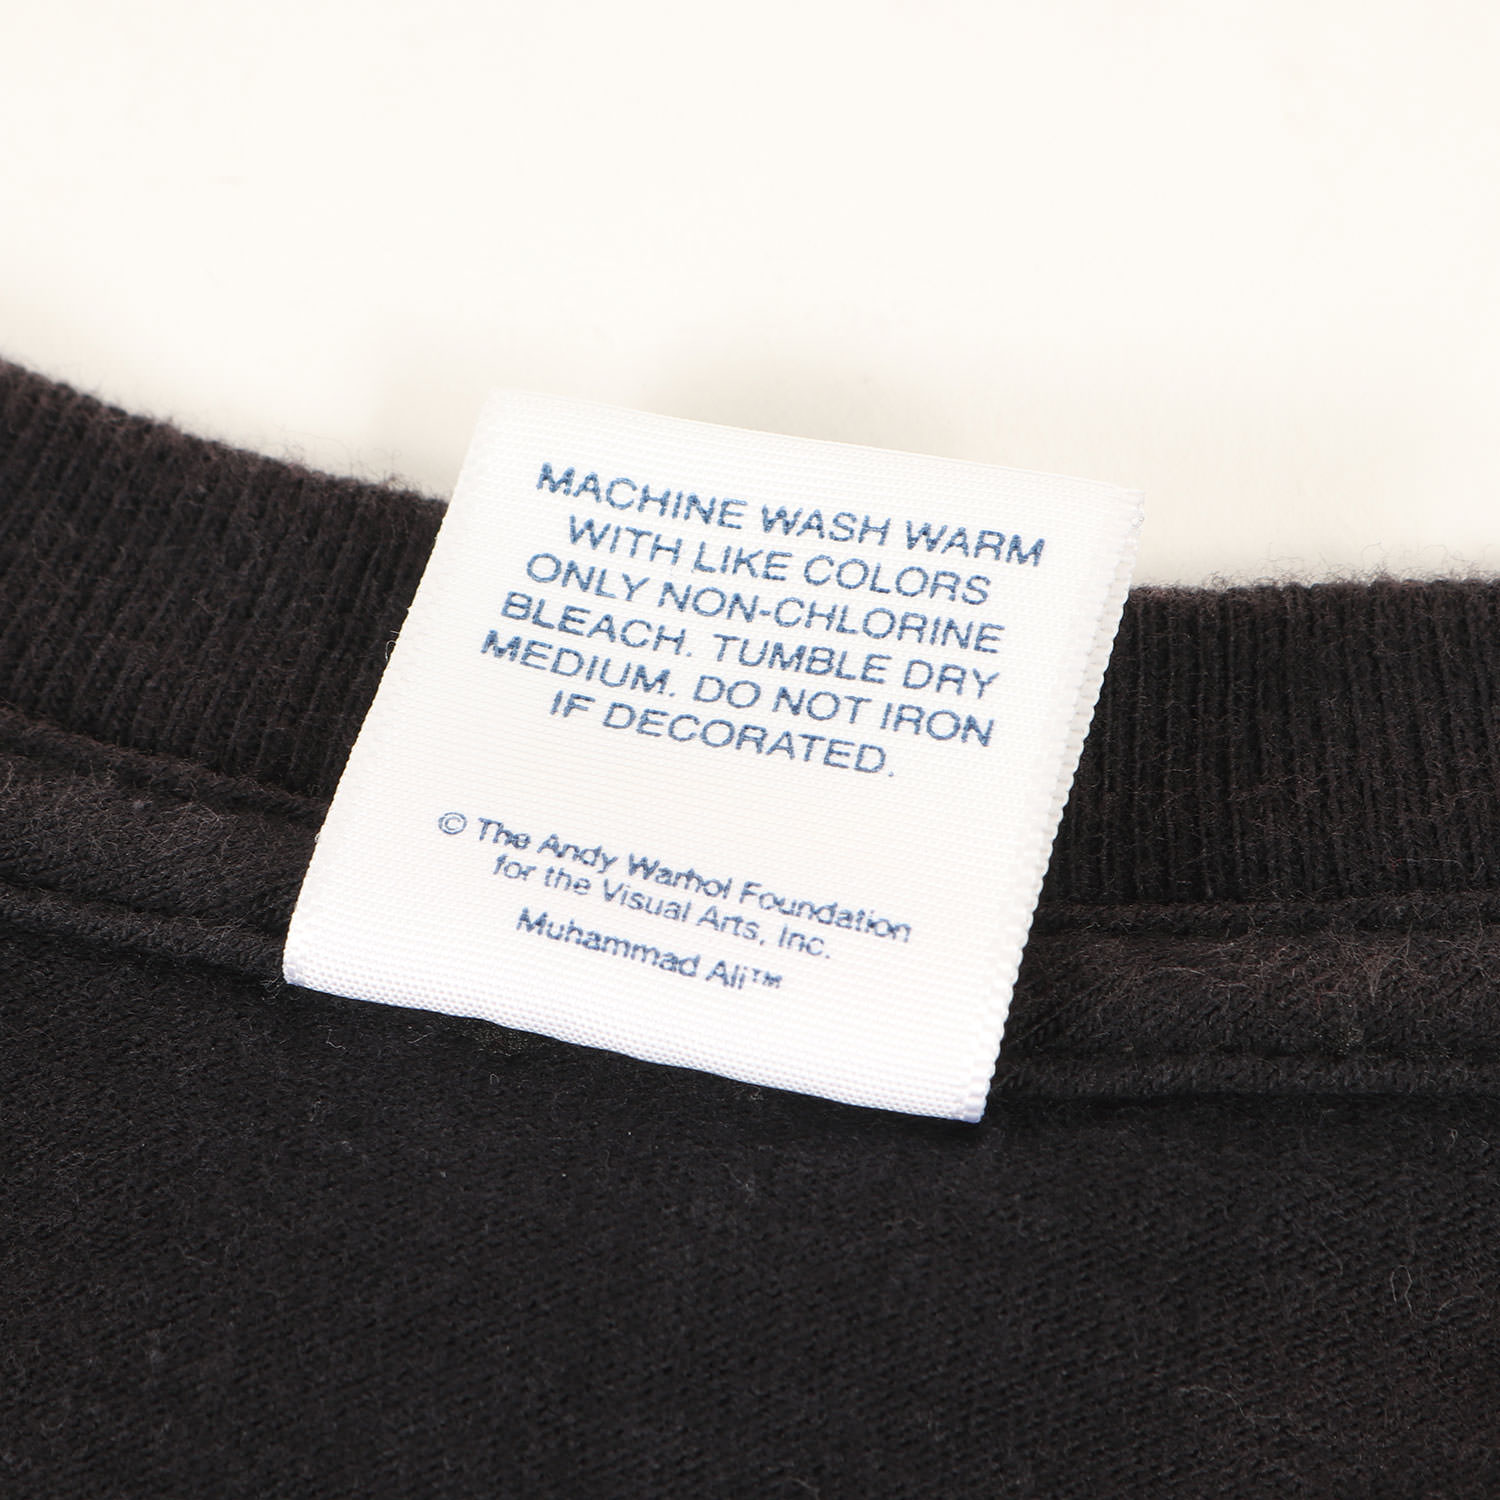 MACHINE WASH WARM
WITH LIKE COLORS
ONLY NON-CHLORINE
BLEACH. TUMBLE DRY
MEDIUM. DO NOT IRON
IF DECORATED.
© The Andy Warhol Foundation
for the Visual Arts, Inc.
Muhammad Ali™